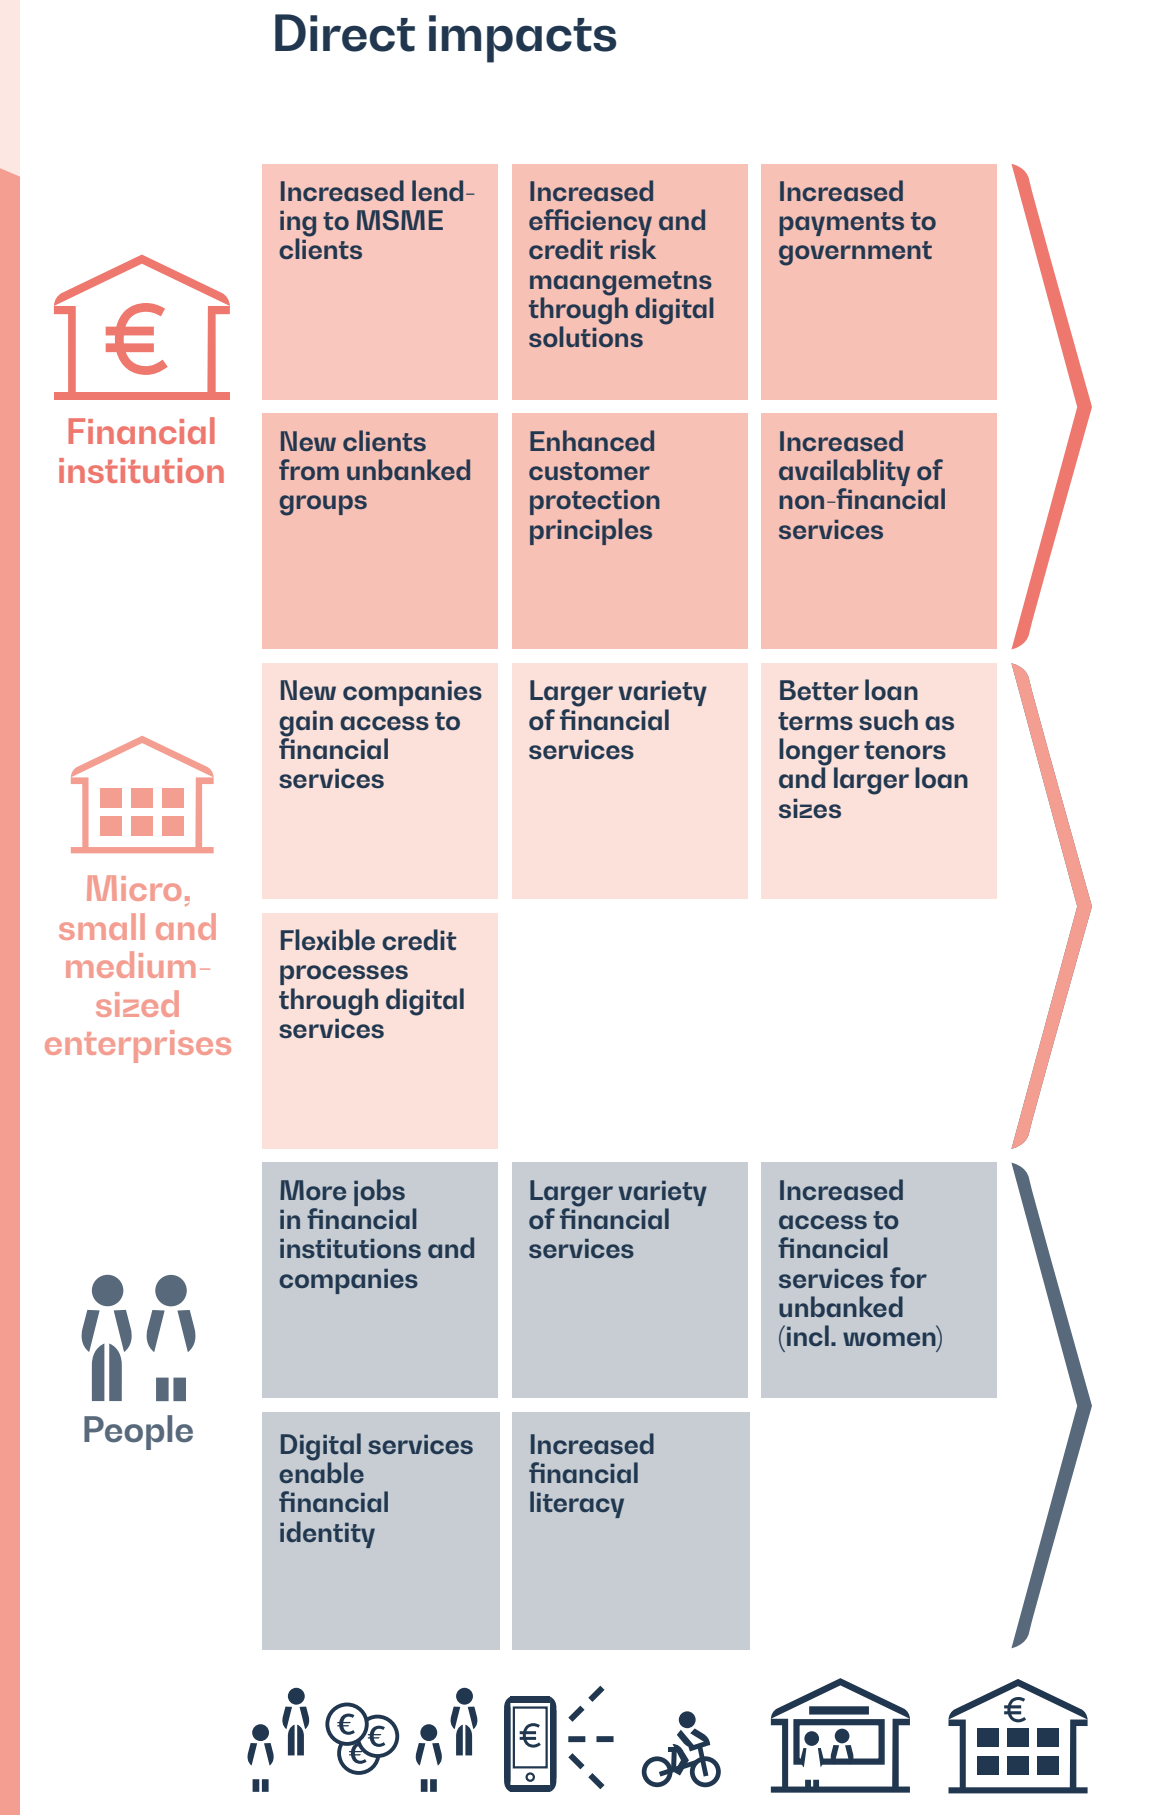 Direct impacts
Financial
institution
Increased lend-
ing to MSME
clients
Increased
efficiency and
credit risk
maangemetns
through digital
solutions
Increased
payments to
government
New clients
from unbanked
groups
Enhanced
customer
protection
principles
Increased
availablity of
non-financial
services
Micro,
small and
medium-
sized
enterprises
New companies
gain access to
financial
services
Larger variety
of financial
services
Better loan
terms such as
longer tenors
and larger loan
sizes
Flexible credit
processes
through digital
services
People
More jobs
in financial
institutions and
companies
Larger variety
of financial
services
Increased
access to
financial
services for
unbanked
(incl. women)
Digital services
enable
financial
identity
Increased
financial
literacy